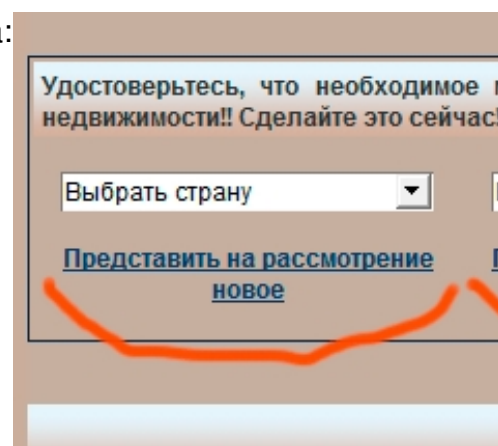 Удостоверьтесь, что необходимое
недвижимости!! Сделайте это сейчас!
Выбрать страну
Представить на рассмотрение
новое